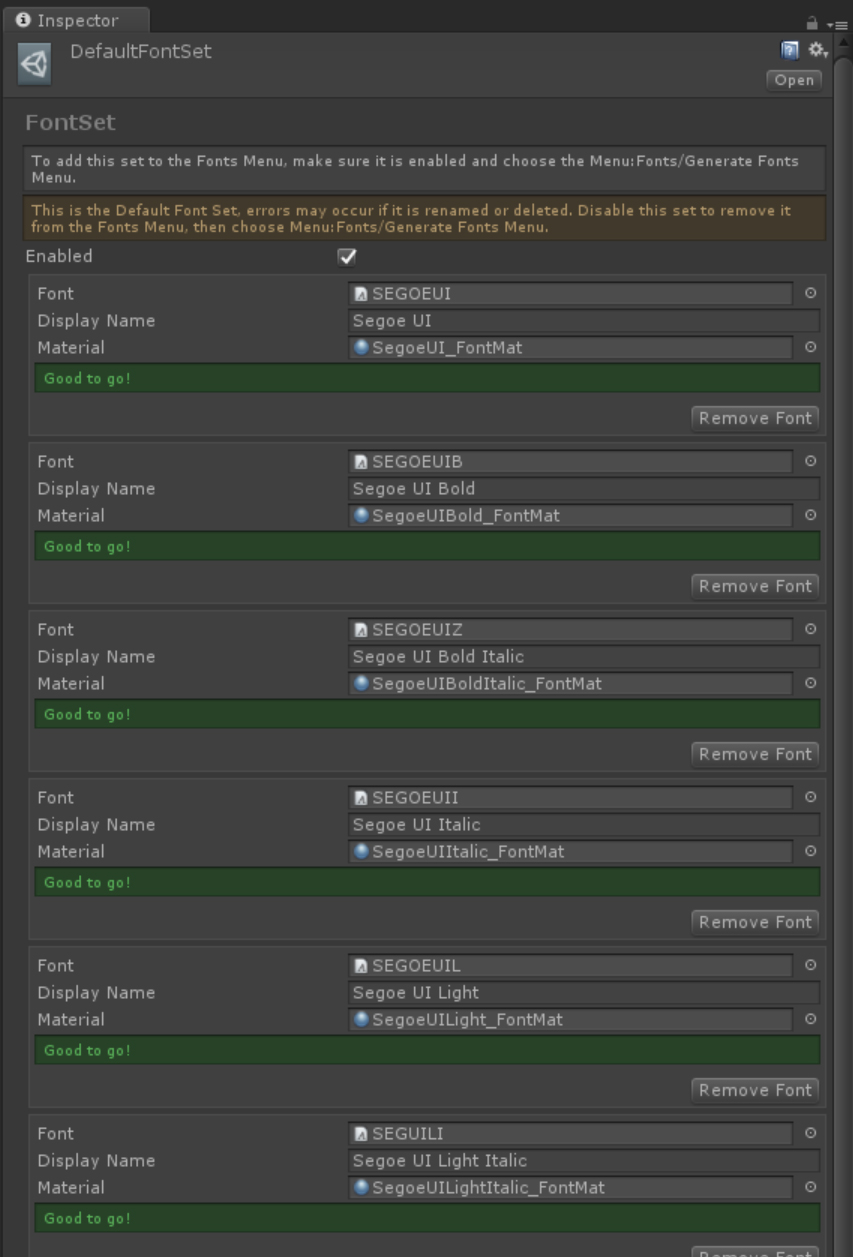 Inspector
DefaultFontSet
Open
FontSet
To add this set to the Fonts Menu, make sure it is enabled and choose the Menu:Fonts/Generate Fonts
Menu.
This is the Default Font Set, errors may occur if it is renamed or deleted. Disable this set to remove it
from the Fonts Menu, then choose Menu:Fonts/Generate Fonts Menu.
Enabled
Font SEGOEUI
Display Name Segoe UI
Material SegoeUI_FontMat
Good to go!
Remove Font
Font SEGOEUIB
Display Name Segoe UI Bold
Material SegoeUIBold_FontMat
Good to go!
Remove Font
Font SEGOEUIZ
Display Name Segoe UI Bold Italic
Material SegoeUIBoldItalic_FontMat
Good to go!
Remove Font
Font SEGOEUII
Display Name Segoe UI Italic
Material SegoeUIItalic_FontMat
Good to go!
Remove Font
Font SEGOEUIL
Display Name Segoe UI Light
Material SegoeUILight_FontMat
Good to go!
Remove Font
Font SEGUILI
Display Name Segoe UI Light Italic
Material SegoeUILightItalic_FontMat
Good to go!
Remove Font